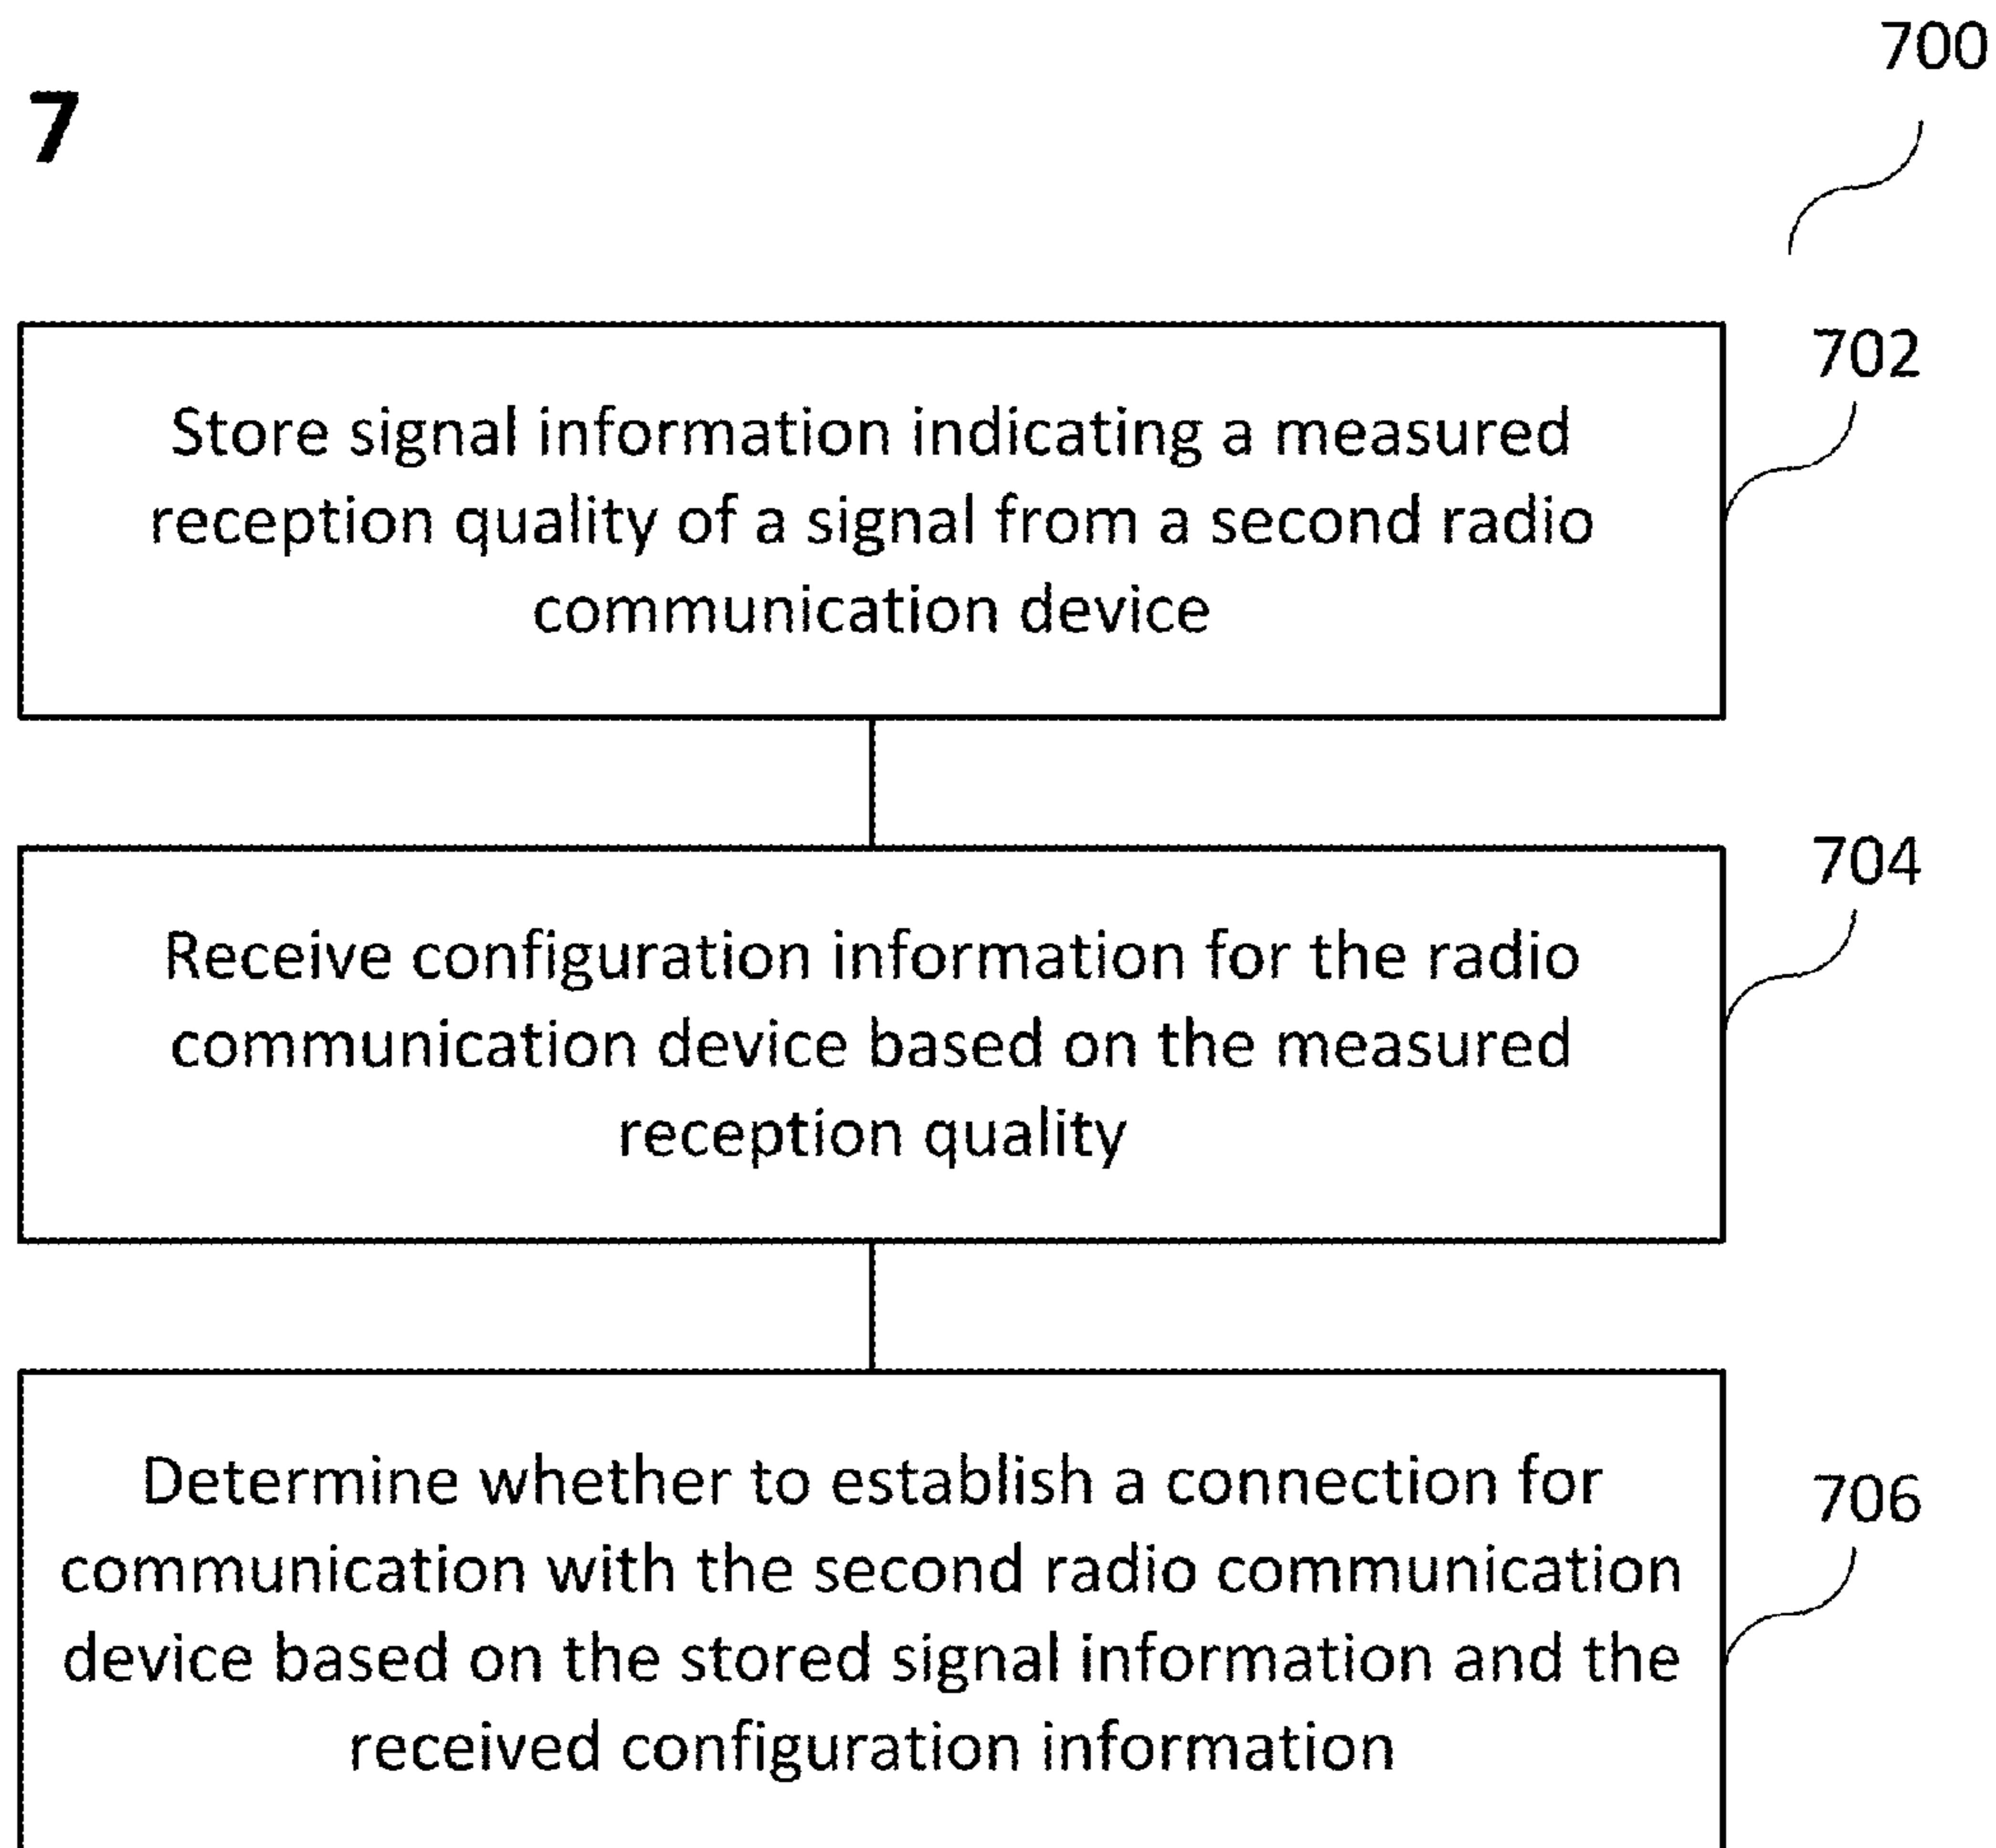 700
7
702
Store signal information indicating a measured
reception quality of a signal from a second radio
communication device
704
Receive configuration information for the radio
communication device based on the measured
reception quality
706
Determine whether to establish a connection for
communication with the second radio communication
device based on the stored signal information and the
received configuration information